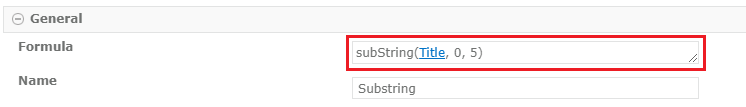 General
Formula
subString(Title, 0, 5)
Name
Substring